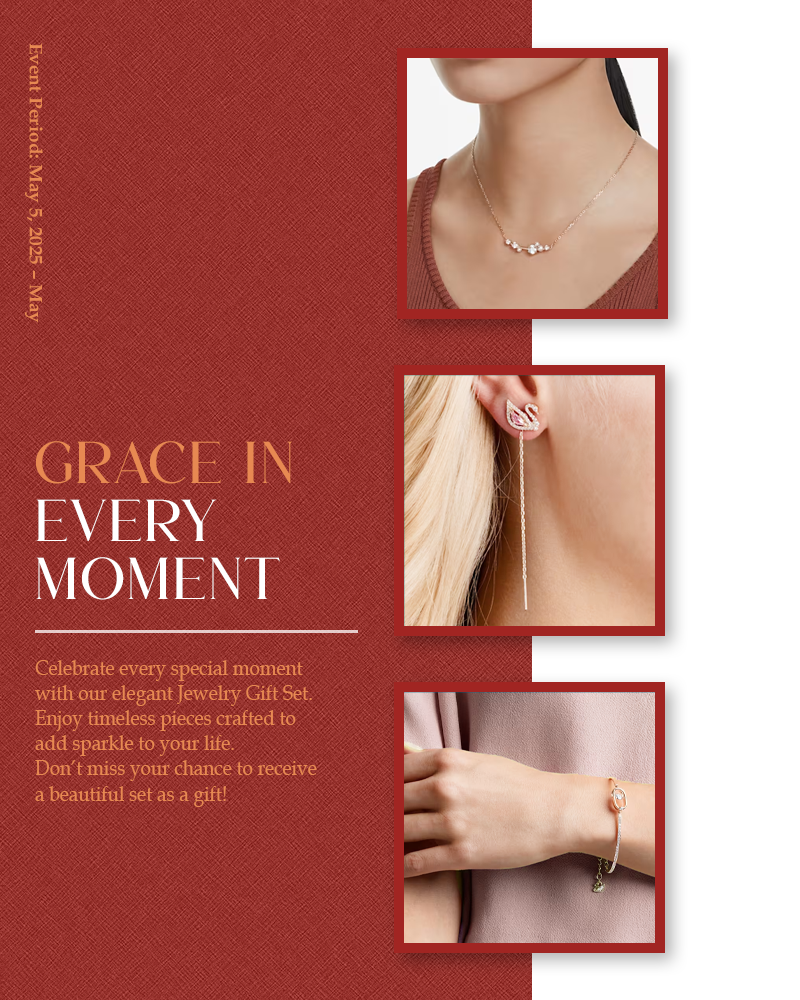 Event Period: May 5, 2025 – May
GRACE IN
EVERY
MOMENT
Celebrate every special moment
with our elegant Jewelry Gift Set.
Enjoy timeless pieces crafted to
add sparkle to your life.
Don’t miss your chance to receive
a beautiful set as a gift!